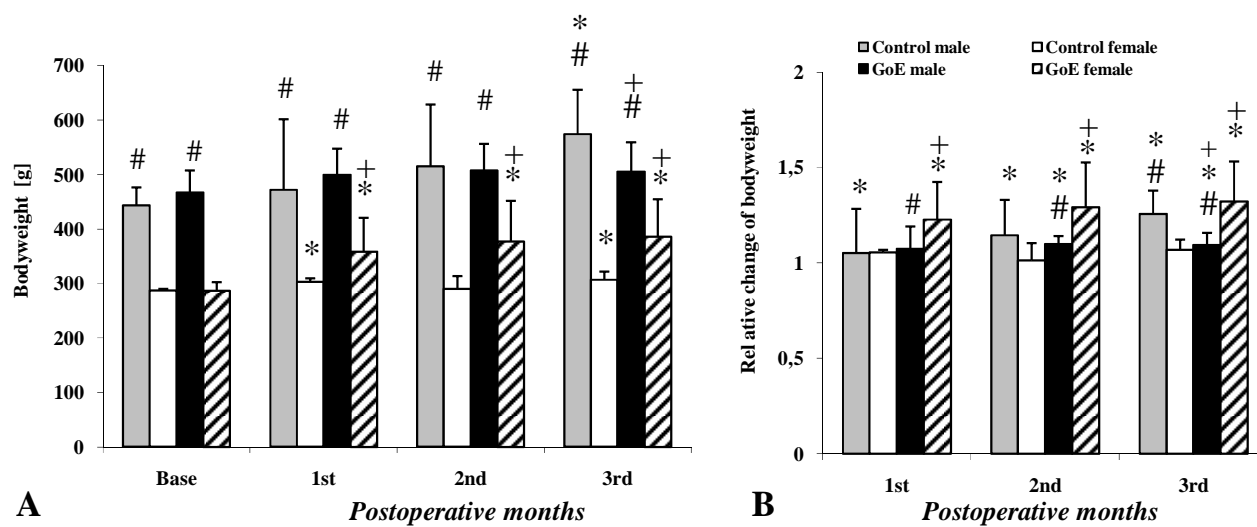 Control male Control female
GoE male GoE female
Bodyweight [g]
700
600
500
400
300
200
100
0
# # # # # # * # + #
* + * + * * + *
Base 1st 2nd 3rd
A
Postoperative months
Rel ative change of bodyweight
2
1,5
1
0,5
0
* # + * * * # + * * # + * # + *
1st 2nd 3rd
B
Postoperative months